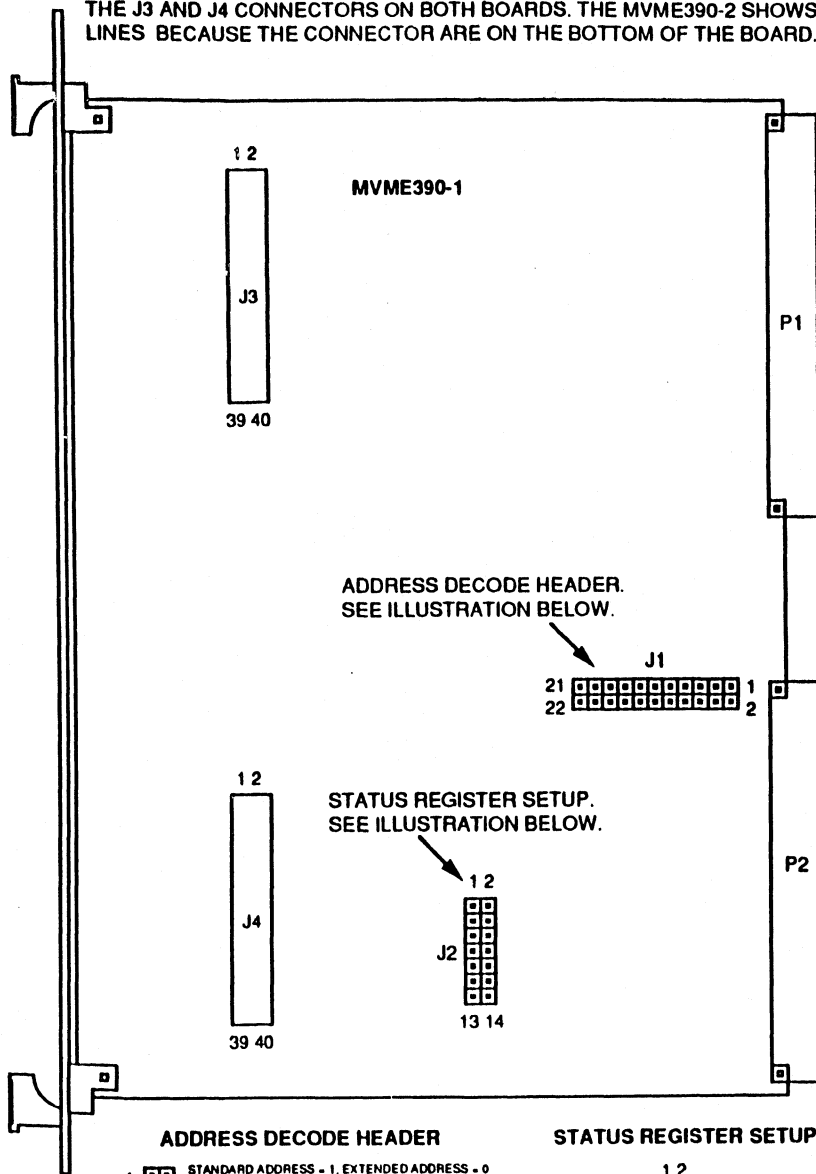 THE J3 AND J4 CONNECTORS ON BOTH BOARDS. THE MVME390-2 SHOWS
LINES BECAUSE THE CONNECTOR ARE ON THE BOTTOM OF THE BOARD.
1 2
MVME390-1
J3
P1
39 40
ADDRESS DECODE HEADER.
SEE ILLUSTRATION BELOW.
J1
21
1
22
2
1 2
STATUS REGISTER SETUP.
SEE ILLUSTRATION BELOW.
P2
1 2
J4
J2
13 14
39 40
ADDRESS DECODE HEADER
STATUS REGISTER SETUP
STANDARD ADDRESS = 1, EXTENDED ADDRESS = 0
1 2